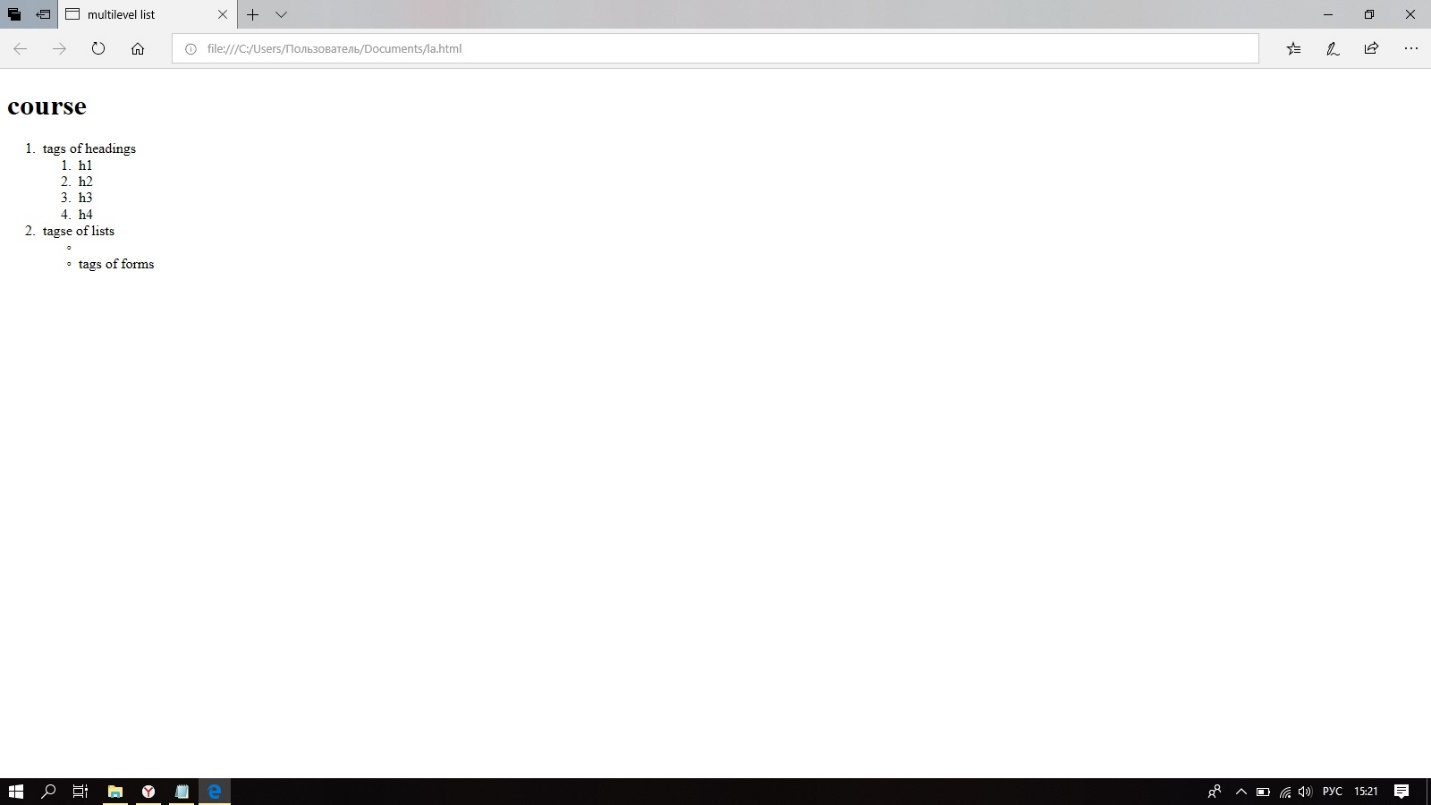 multilevel list
file:///C:/Users/Пользователь/Documents/la.html
course
1. tags of headings
1. h1
2. h2
3. h3
4. h4
2. tagse of lists
tags of forms
РУС 15:21